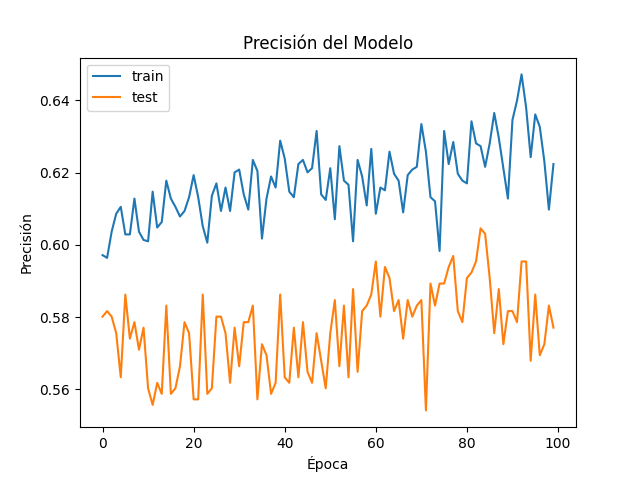 Precisión del Modelo
train
test
0.64
0.62
0.60
0.58
0.56
Precisión
0 20 40 60 80 100
Época